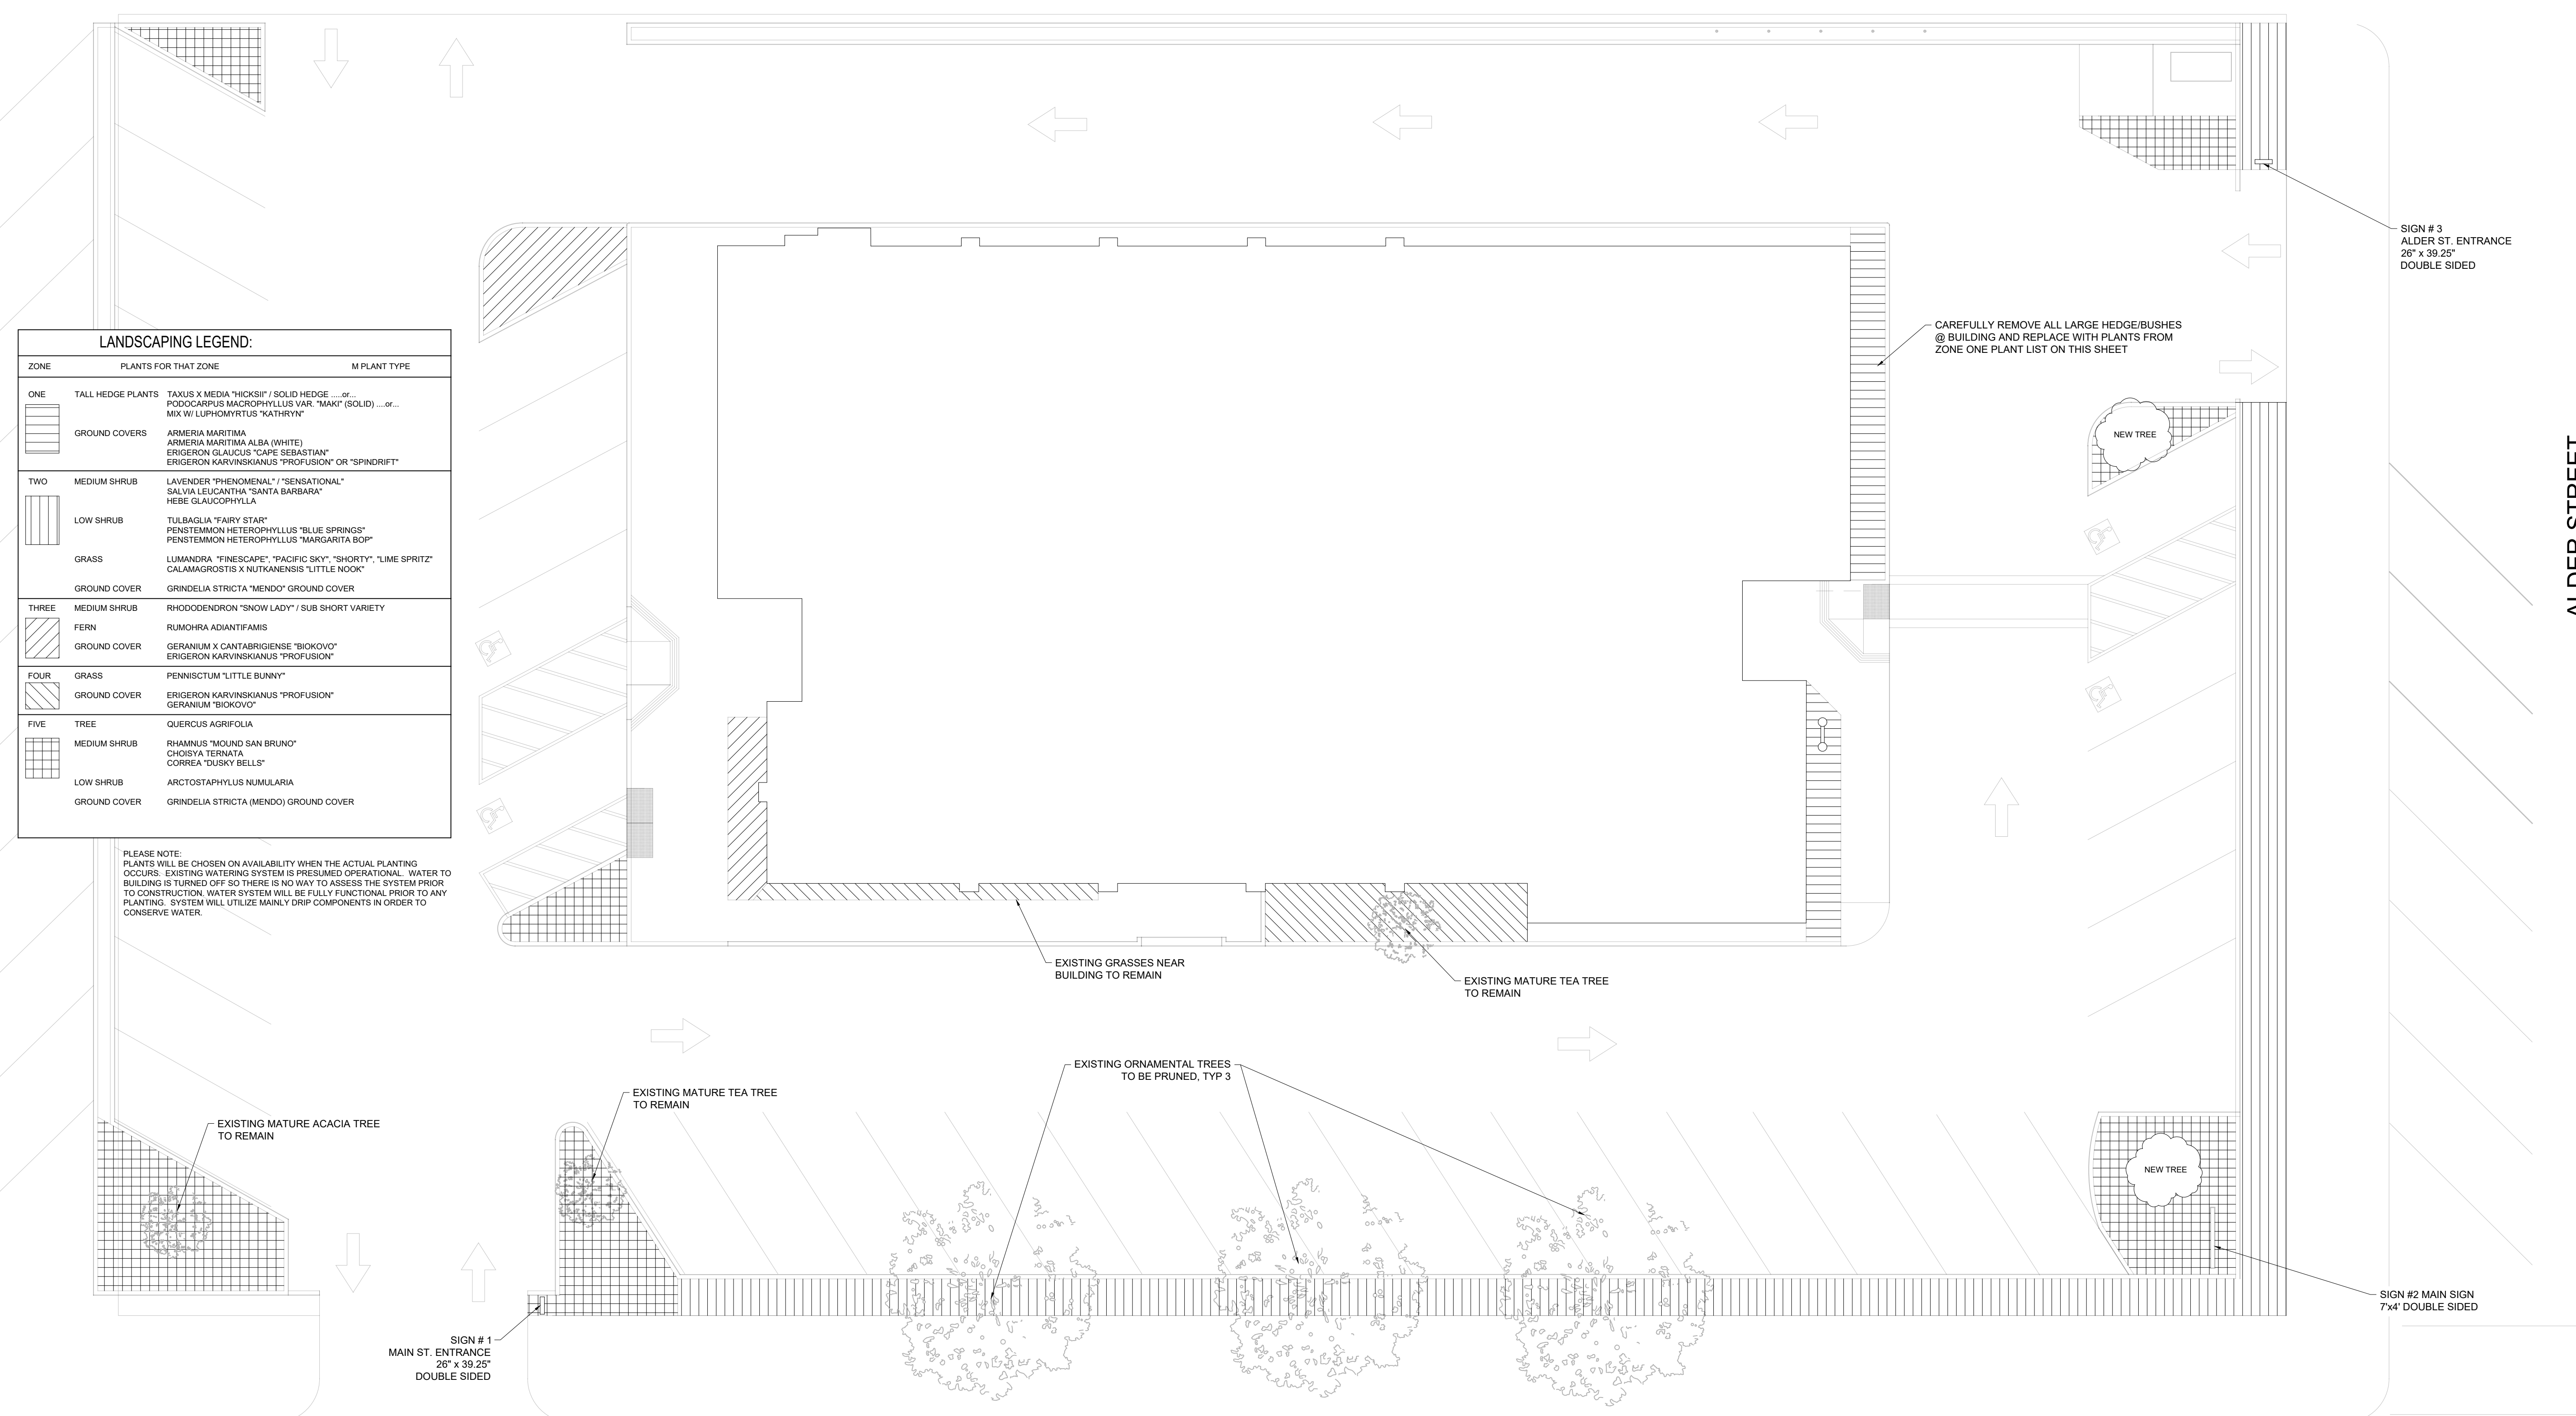 LANDSCAPING LEGEND:
ZONE PLANTS FOR THAT ZONE M PLANT TYPE
ONE TALL HEDGE PLANTS TAXUS X MEDIA "HICKSII" / SOLID HEDGE .....or...
PODOCARPUS MACROPHYLLUS VAR. "MAKI" (SOLID) ....or...
MIX W/ LUPHOMYRTUS "KATHRYN"
GROUND COVERS ARMERIA MARITIMA
ARMERIA MARITIMA ALBA (WHITE)
ERIGERON GLAUCUS "CAPE SEBASTIAN"
ERIGERON KARVINSKIANUS "PROFUSION" OR "SPINDRIFT"
TWO MEDIUM SHRUB LAVENDER "PHENOMENAL" / "SENSATIONAL"
SALVIA LEUCANTHA "SANTA BARBARA"
HEBE GLAUCOPHYLLA
LOW SHRUB TULBAGLIA "FAIRY STAR"
PENSTEMMON HETEROPHYLLUS "BLUE SPRINGS"
PENSTEMMON HETEROPHYLLUS "MARGARITA BOP"
GRASS LUMANDRA "FINESCAPE", "PACIFIC SKY", "SHORTY", "LIME SPRITZ"
CALAMAGROSTIS X NUTKANENSIS "LITTLE NOOK"
GROUND COVER GRINDELIA STRICTA "MENDO" GROUND COVER
THREE MEDIUM SHRUB RHODODENDRON "SNOW LADY" / SUB SHORT VARIETY
FERN RUMOHRA ADIANTIFAMIS
GROUND COVER GERANIUM X CANTABRIGIENSE "BIOKOVO"
ERIGERON KARVINSKIANUS "PROFUSION"
FOUR GRASS PENNISCTUM "LITTLE BUNNY"
GROUND COVER ERIGERON KARVINSKIANUS "PROFUSION"
GERANIUM "BIOKOVO"
FIVE TREE QUERCUS AGRIFOLIA
MEDIUM SHRUB RHAMNUS "MOUND SAN BRUNO"
CHOISYA TERNATA
CORREA "DUSKY BELLS"
LOW SHRUB ARCTOSTAPHYLUS NUMULARIA
GROUND COVER GRINDELIA STRICTA (MENDO) GROUND COVER
PLEASE NOTE:
PLANTS WILL BE CHOSEN ON AVAILABILITY WHEN THE ACTUAL PLANTING
OCCURS. EXISTING WATERING SYSTEM IS PRESUMED OPERATIONAL. WATER TO
BUILDING IS TURNED OFF SO THERE IS NO WAY TO ASSESS THE SYSTEM PRIOR
TO CONSTRUCTION. WATER SYSTEM WILL BE FULLY FUNCTIONAL PRIOR TO ANY
PLANTING. SYSTEM WILL UTILIZE MAINLY DRIP COMPONENTS IN ORDER TO
CONSERVE WATER.
SIGN # 3
ALDER ST. ENTRANCE
26" x 39.25"
DOUBLE SIDED
CAREFULLY REMOVE ALL LARGE HEDGE/BUSHES
@ BUILDING AND REPLACE WITH PLANTS FROM
ZONE ONE PLANT LIST ON THIS SHEET
NEW TREE
ALDER STREET
EXISTING GRASSES NEAR
BUILDING TO REMAIN
EXISTING MATURE TEA TREE
TO REMAIN
EXISTING ORNAMENTAL TREES
TO BE PRUNED, TYP 3
EXISTING MATURE TEA TREE
TO REMAIN
EXISTING MATURE ACACIA TREE
TO REMAIN
NEW TREE
SIGN #2 MAIN SIGN
7'x4' DOUBLE SIDED
SIGN # 1
MAIN ST. ENTRANCE
26" x 39.25"
DOUBLE SIDED